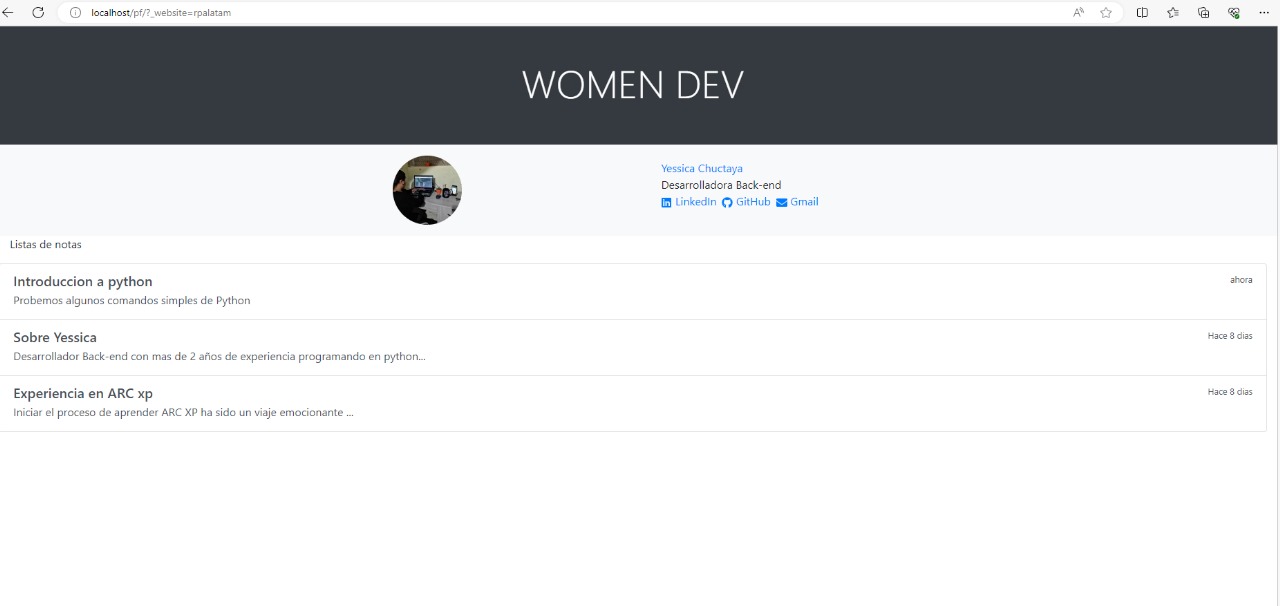 localhost/pf/?_website=rpalatam
WOMEN DEV
Yessica Chuctaya
Desarrolladora Back-end
LinkedIn GitHub Gmail
Listas de notas
Introduccion a python
ahora
Probemos algunos comandos simples de Python
Sobre Yessica
Hace 8 dias
Desarrollador Back-end con mas de 2 años de experiencia programando en python...
Experiencia en ARC xp
Hace 8 dias
Iniciar el proceso de aprender ARC XP ha sido un viaje emocionante ...